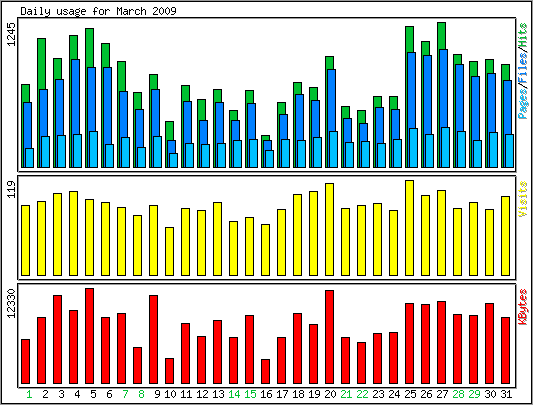 Daily usage for March 2009
1245
Pages/Files/Hits
119
Visits
12330
KBytes
1 2 3 4 5 6 7 8 9 10 11 12 13 14 15 16 17 18 19 20 21 22 23 24 25 26 27 28 29 30 31